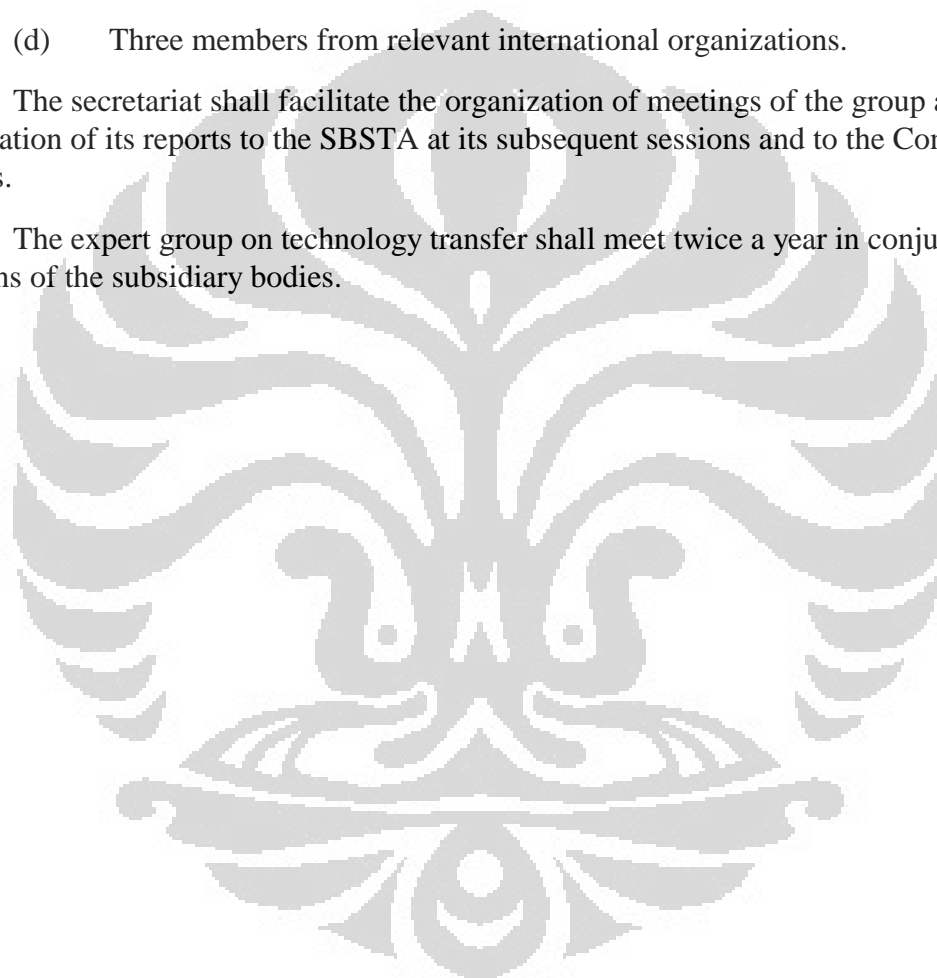 (d) Three members from relevant international organizations.
The secretariat shall facilitate the organization of meetings of the group a
ation of its reports to the SBSTA at its subsequent sessions and to the Con
s.
The expert group on technology transfer shall meet twice a year in conju
ns of the subsidiary bodies.